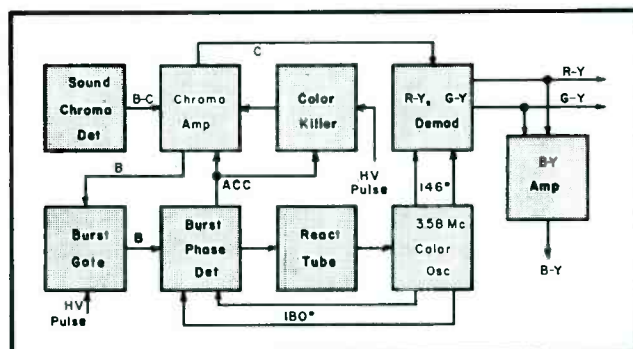 Sound
Chroma
Det
B-C
Chroma
Amp
C
Color
Killer
HV
Pulse
R-Y, G-Y
Demod
R-Y
G-Y
B-Y
Amp
B-Y
B
ACC
146°
Burst
Gate
HV
Pulse
B
Burst
Phase
Det
React
Tube
3.58 Mc
Color
Osc
180°